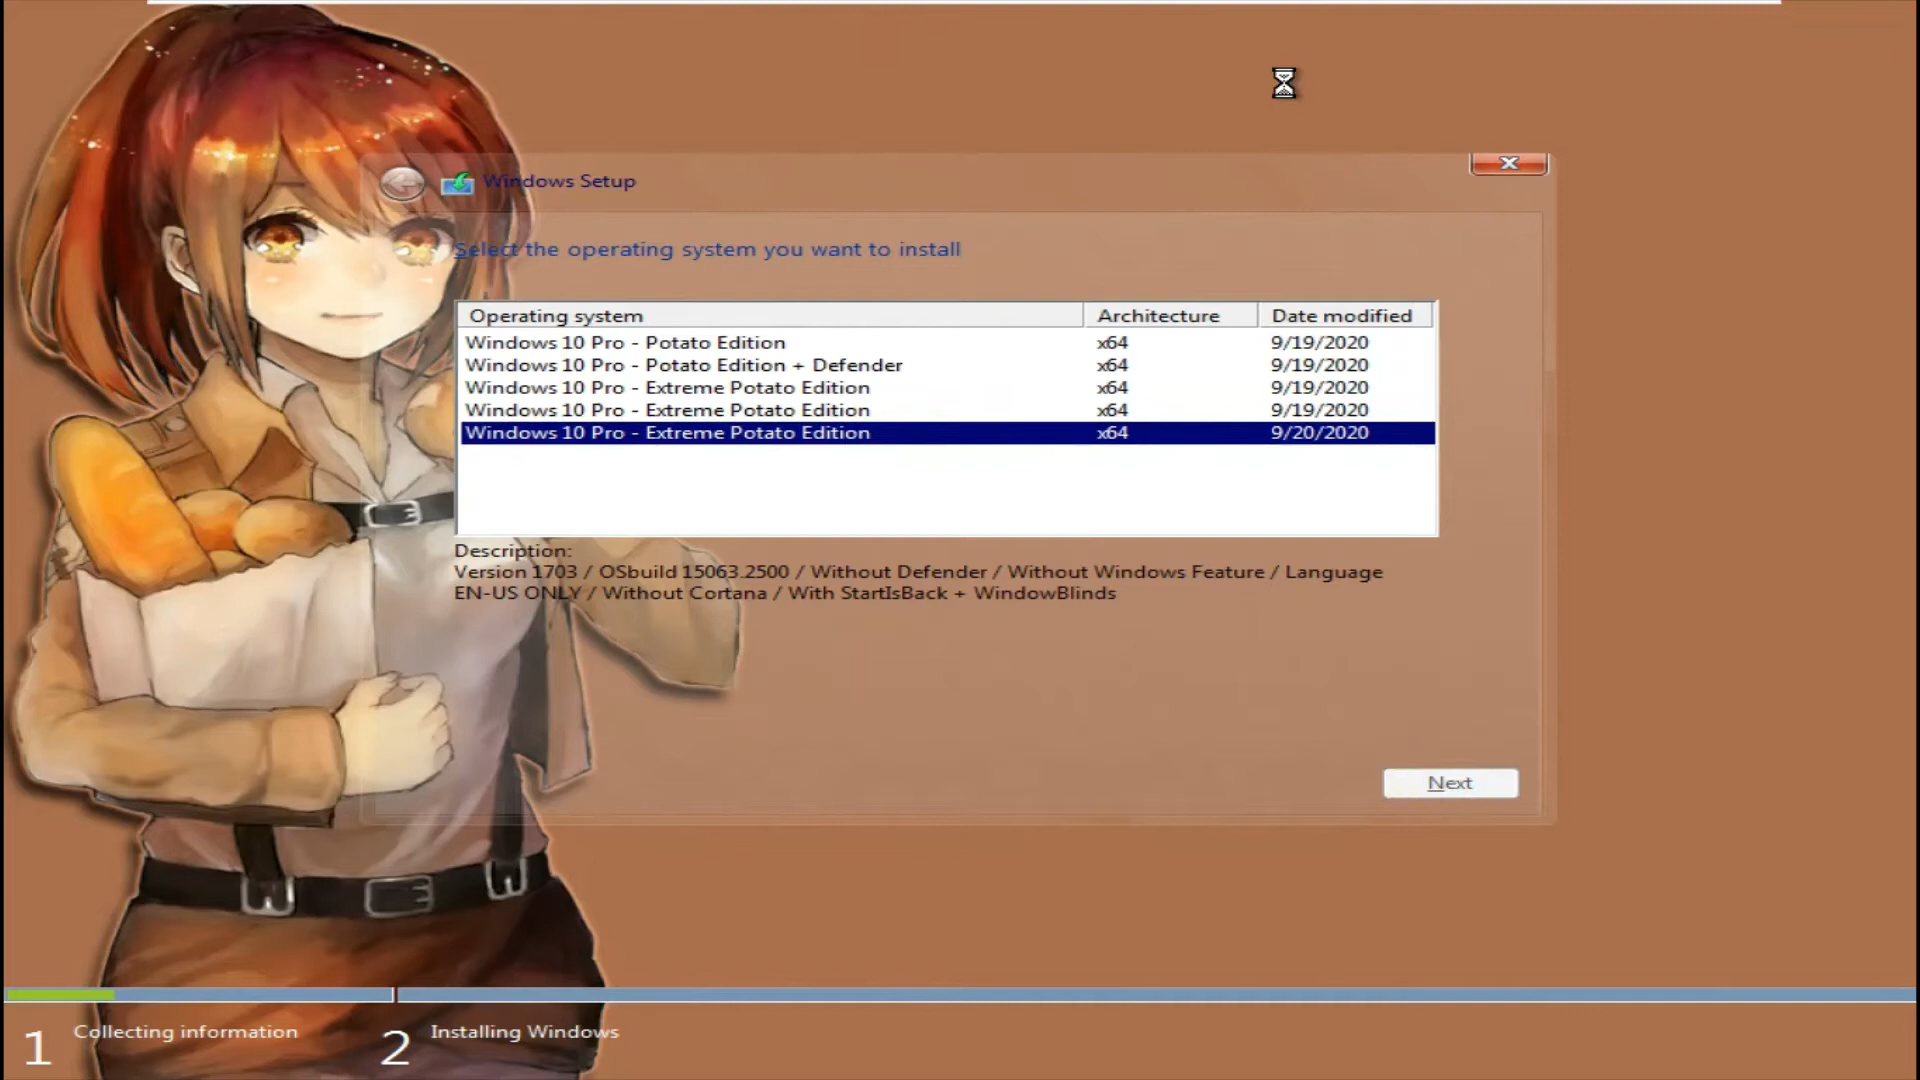 Windows Setup
Select the operating system you want to install
Operating system Architecture Date modified
Windows 10 Pro - Potato Edition x64 9/19/2020
Windows 10 Pro - Potato Edition + Defender x64 9/19/2020
Windows 10 Pro - Extreme Potato Edition x64 9/19/2020
Windows 10 Pro - Extreme Potato Edition x64 9/19/2020
Windows 10 Pro - Extreme Potato Edition x64 9/20/2020
Description:
Version 1703 / OSbuild 15063.2500 / Without Defender / Without Windows Feature / Language
EN-US ONLY / Without Cortana / With StartIsBack + WindowBlinds
Next
1 Collecting information 2 Installing Windows